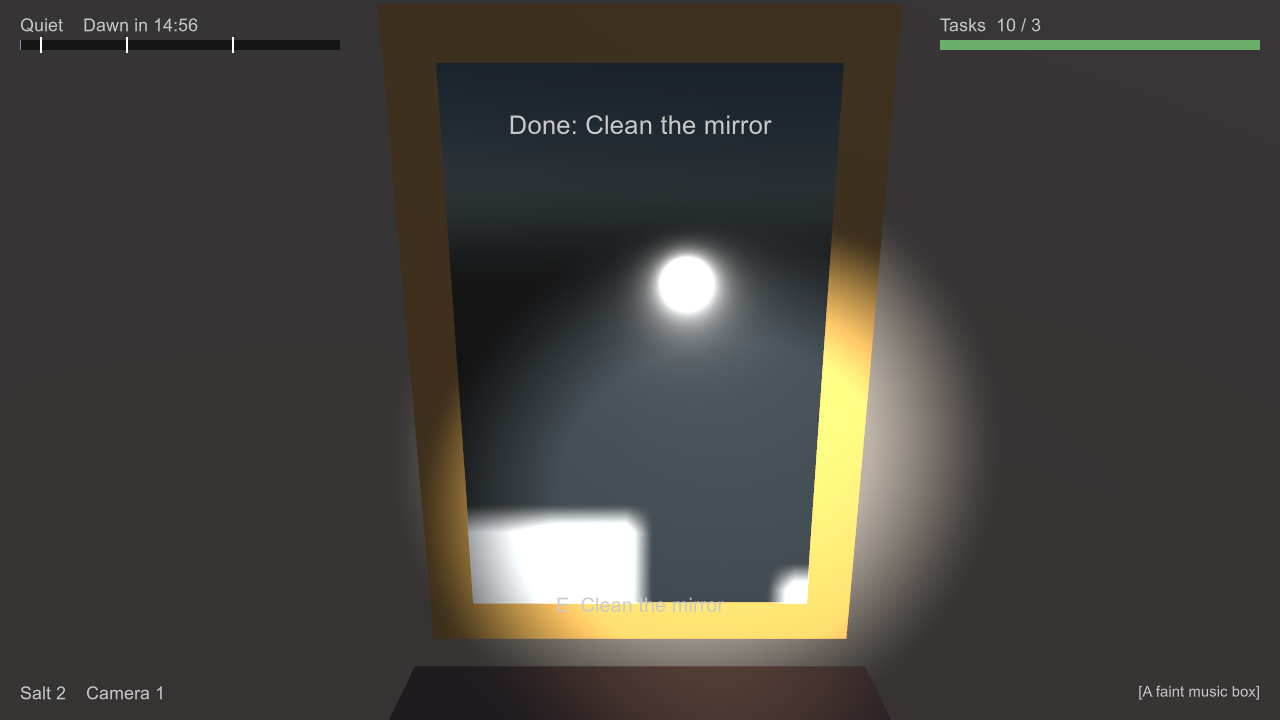 Quiet Dawn in 14:56
Tasks 10 / 3
Done: Clean the mirror
E Clean the mirror
Salt 2 Camera 1
[A faint music box]